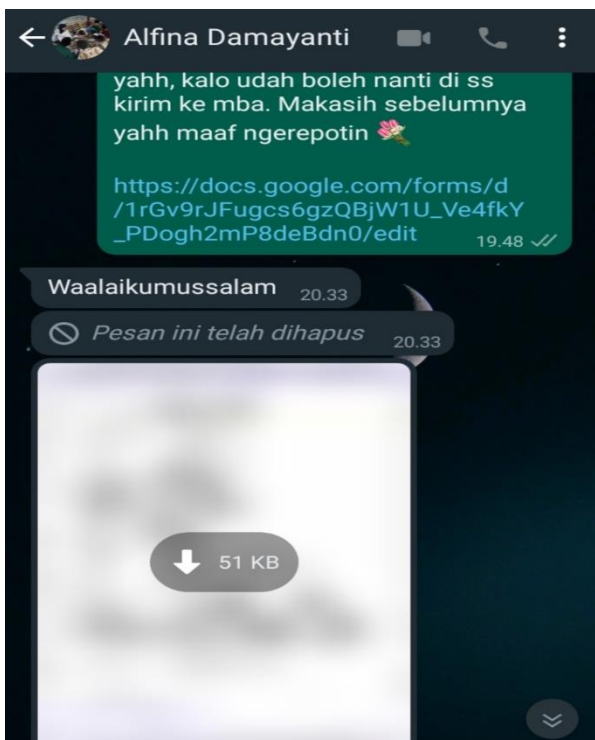 Alfina Damayanti
yahh, kalo udah boleh nanti di ss
kirim ke mba. Makasih sebelumnya
yahh maaf ngerepotin
https://docs.google.com/forms/d
/1rGv9rJFugcs6gzQBjW1U_Ve4fkY
_PDogh2mP8deBdn0/edit
19.48
Waalaikumussalam 20.33
Pesan ini telah dihapus 20.33
51 KB